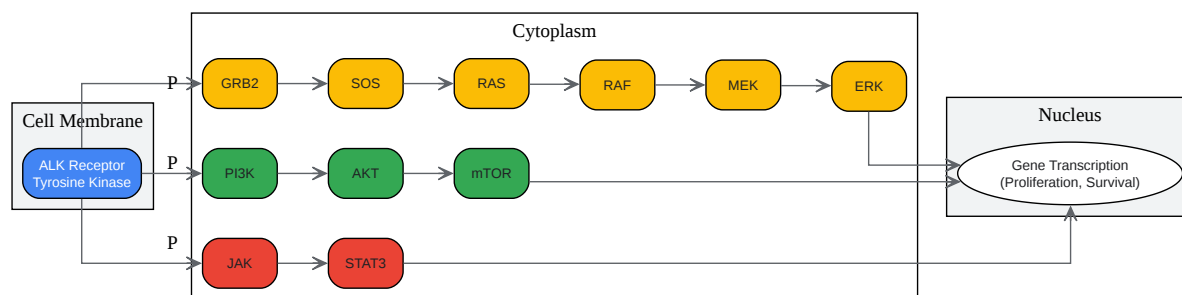 Cytoplasm
P
GRB2
SOS
RAS
RAF
MEK
ERK
Cell Membrane
ALK Receptor
Tyrosine Kinase
P
PI3K
AKT
mTOR
Nucleus
Gene Transcription
(Proliferation, Survival)
P
JAK
STAT3